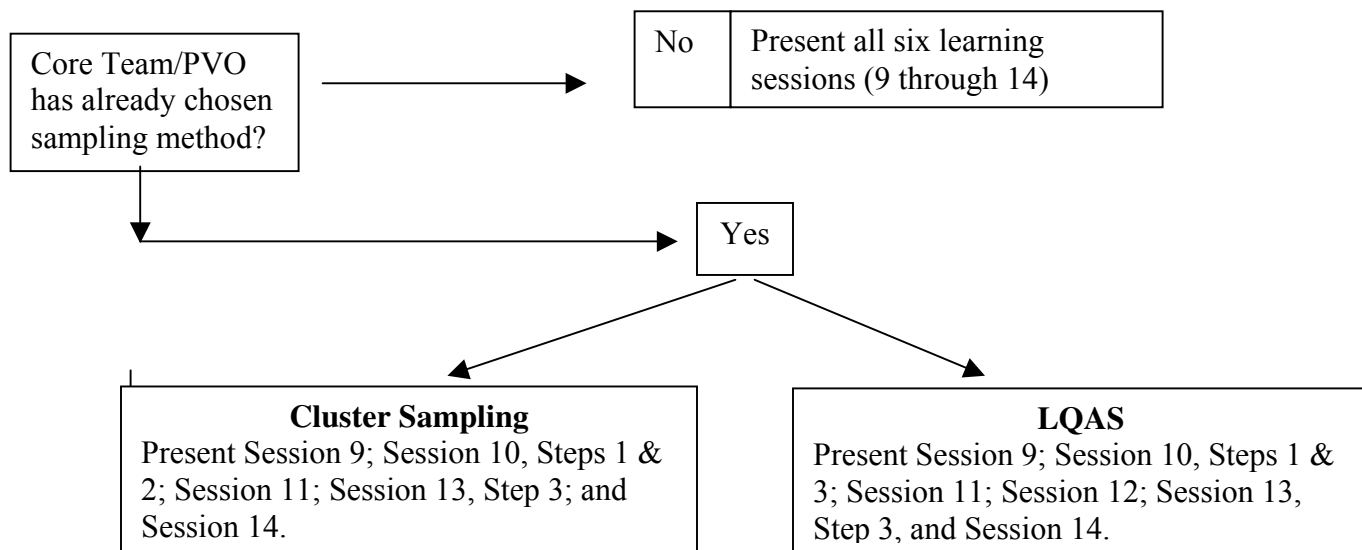 Core Team/PVO
has already chosen
sampling method?
No
Present all six learning
sessions (9 through 14)
Yes
Cluster Sampling
Present Session 9; Session 10, Steps 1 &
2; Session 11; Session 13, Step 3; and
Session 14.
LQAS
Present Session 9; Session 10, Steps 1 &
3; Session 11; Session 12; Session 13,
Step 3, and Session 14.